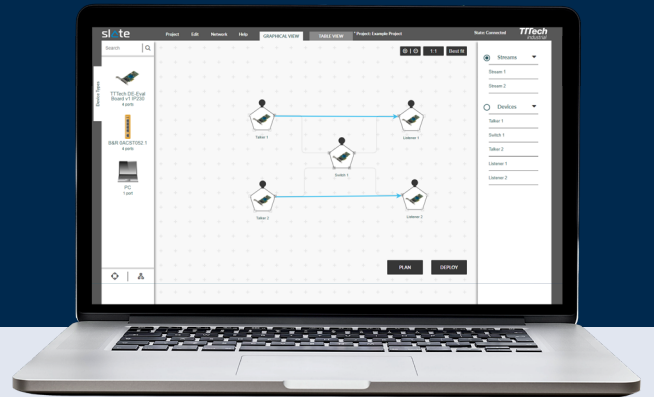 slate
Project Edit Network Help GRAPHICAL VIEW TABLE VIEW * Project: Example Project State: Connected TTTech
Industrial
Search
1:1 Best fit
Device Types
TTTech DE-Eval
Board v1 IP230
4 ports
B&R 0ACST052.1
4 ports
PC
1 port
Talker 1
Listener 1
Switch 1
Talker 2
Listener 2
PLAN DEPLOY
Streams
Stream 1
Stream 2
Devices
Talker 1
Switch 1
Talker 2
Listener 1
Listener 2